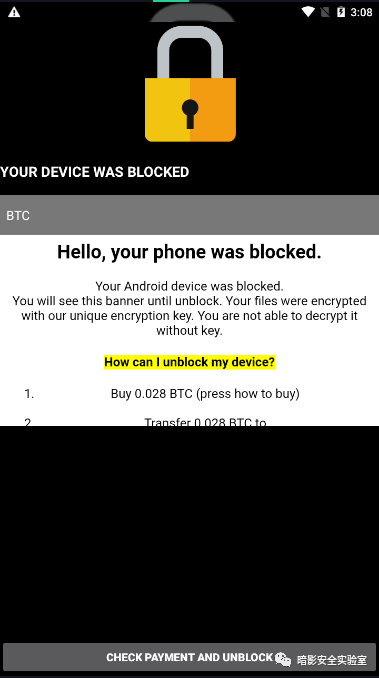 3:08
YOUR DEVICE WAS BLOCKED
BTC
Hello, your phone was blocked.
Your Android device was blocked.
You will see this banner until unblock. Your files were encrypted
with our unique encryption key. You are not able to decrypt it
without key.
How can I unblock my device?
1. Buy 0.028 BTC (press how to buy)
2. Transfer 0.028 BTC to
CHECK PAYMENT AND UNBLOCK
暗影安全实验室